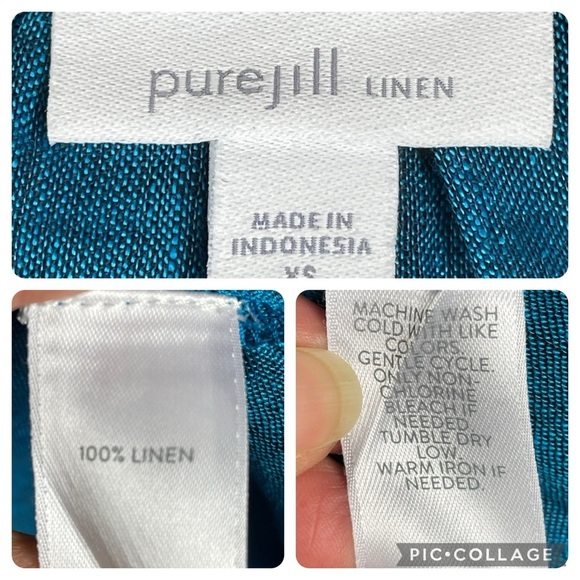 purejill LINEN
MADE IN
INDONESIA
XS
100% LINEN
MACHINE WASH
COLD WITH LIKE
COLORS.
GENTLE CYCLE.
ONLY NON-
CHLORINE
BLEACH IF
NEEDED.
TUMBLE DRY
LOW.
WARM IRON IF
NEEDED.
PIC•COLLAGE